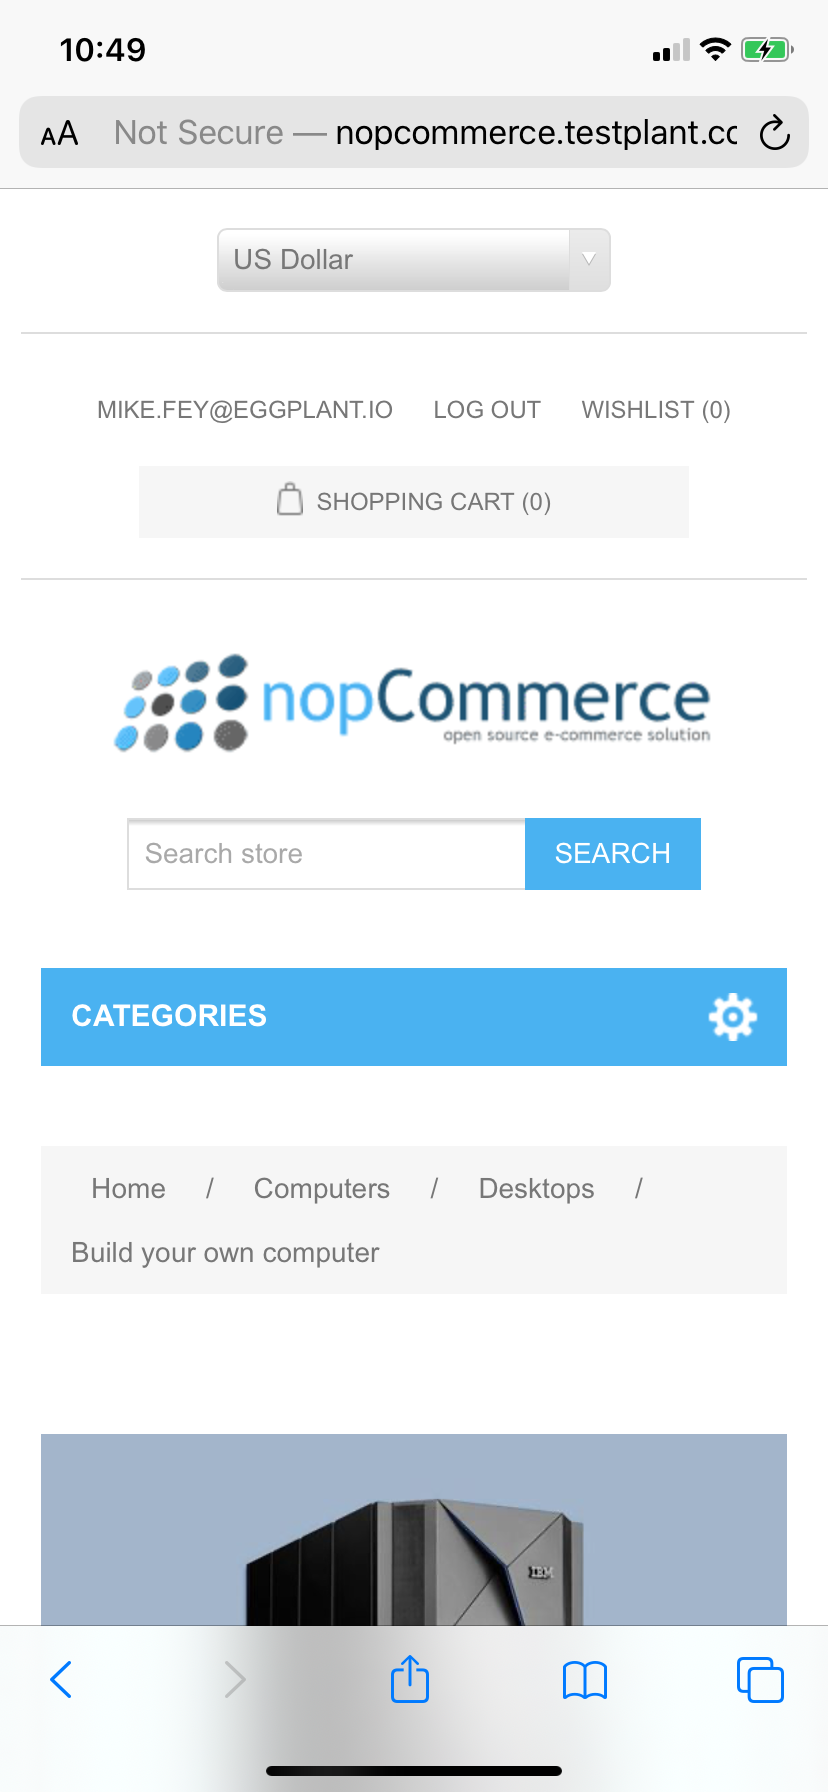 10:49
AA Not Secure — nopcommerce.testplant.cc
US Dollar
MIKE.FEY@EGGPLANT.IO LOG OUT WISHLIST (0)
SHOPPING CART (0)
nopCommerce
open source e-commerce solution
Search store SEARCH
CATEGORIES
Home / Computers / Desktops /
Build your own computer
IBM